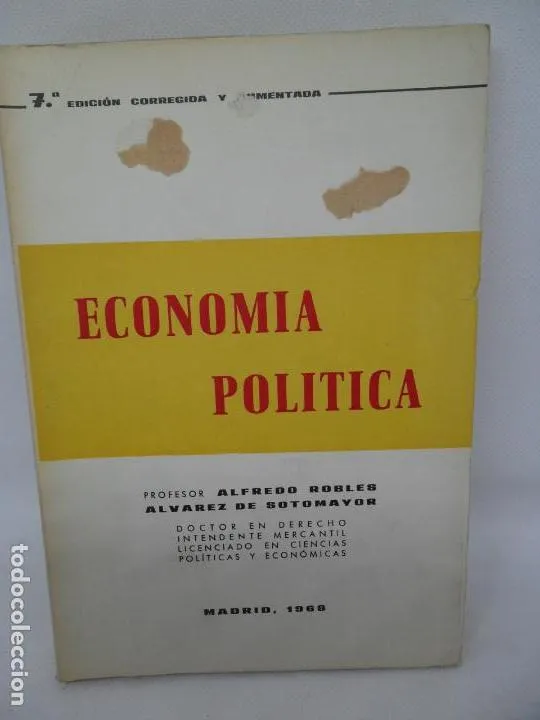 7.ª EDICIÓN CORREGIDA Y
ECONOMIA
POLITICA
PROFESOR ALFREDO ROBLES
ALVAREZ DE SOTOMAYOR
DOCTOR EN DERECHO
INTENDENTE MERCANTIL
LICENCIADO EN CIENCIAS
POLÍTICAS Y ECONÓMICAS
MADRID, 1968
todocoleccion